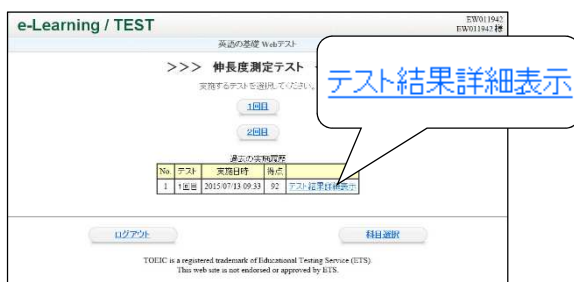 e-Learning / TEST
EW011942
EW011942 様
英語の基礎 Webテスト
>>> 伸長度測定テスト
実施するテストを選択してください。
1回目
2回目
過去の実施履歴
No. テスト 実施日時 得点
1 1回目 2015/07/13 09:33 92 テスト結果詳細表示
テスト結果詳細表示
ログアウト
科目選択
TOEIC is a registered trademark of Educational Testing Service (ETS).
This web site is not endorsed or approved by ETS.